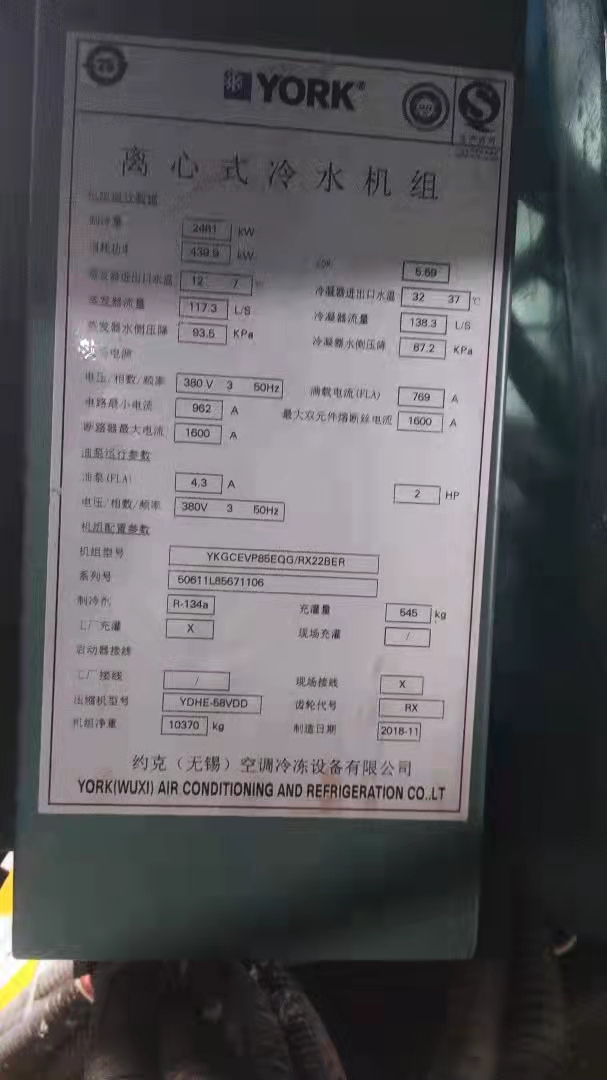 YORK®
离心式冷水机组
制冷量 2461 kW
消耗功率 439.9 kW
COP 5.59
蒸发器进出口水温 12 7 ℃ 冷凝器进出口水温 32 37 ℃
蒸发器流量 117.3 L/S 冷凝器流量 138.3 L/S
蒸发器水侧压降 93.5 KPa 冷凝器水侧压降 87.2 KPa
电源
电压/相数/频率 380 V 3 50Hz 满载电流(FLA) 769 A
电路最小电流 962 A 最大双元件熔断丝电流 1600 A
断路器最大电流 1600 A
油泵运行参数
油泵(FLA) 4.3 A 2 HP
电压/相数/频率 380V 3 50Hz
机组配置参数
机组型号 YKGCEVP85EQG/RX22BER
系列号 50611L85671106
制冷剂 R-134a 充灌量 545 kg
工厂充灌 X 现场充灌 /
启动器接线
工厂接线 / 现场接线 X
压缩机型号 YDHE-58VDD 齿轮代号 RX
机组净重 10370 kg 制造日期 2018-11
约克（无锡）空调冷冻设备有限公司
YORK(WUXI) AIR CONDITIONING AND REFRIGERATION CO.,LT